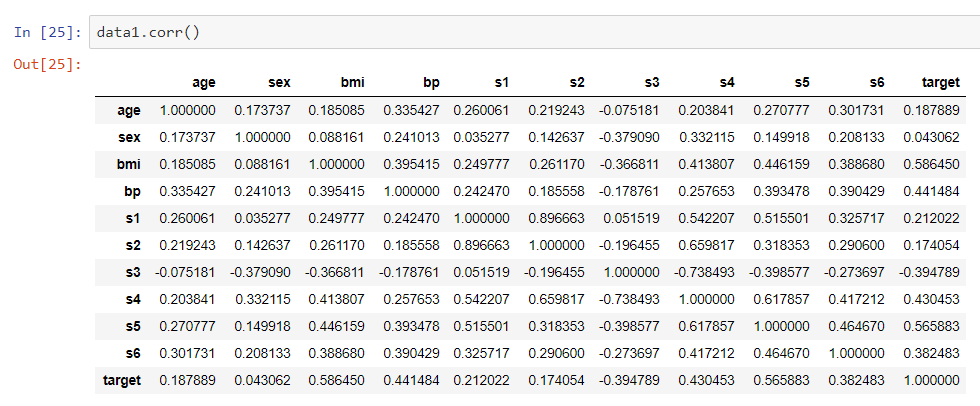 In [25]: data1.corr()
Out[25]:
age sex bmi bp s1 s2 s3 s4 s5 s6 target
age 1.000000 0.173737 0.185085 0.335427 0.260061 0.219243 -0.075181 0.203841 0.270777 0.301731 0.187889
sex 0.173737 1.000000 0.088161 0.241013 0.035277 0.142637 -0.379090 0.332115 0.149918 0.208133 0.043062
bmi 0.185085 0.088161 1.000000 0.395415 0.249777 0.261170 -0.366811 0.413807 0.446159 0.388680 0.586450
bp 0.335427 0.241013 0.395415 1.000000 0.242470 0.185558 -0.178761 0.257653 0.393478 0.390429 0.441484
s1 0.260061 0.035277 0.249777 0.242470 1.000000 0.896663 0.051519 0.542207 0.515501 0.325717 0.212022
s2 0.219243 0.142637 0.261170 0.185558 0.896663 1.000000 -0.196455 0.659817 0.318353 0.290600 0.174054
s3 -0.075181 -0.379090 -0.366811 -0.178761 0.051519 -0.196455 1.000000 -0.738493 -0.398577 -0.273697 -0.394789
s4 0.203841 0.332115 0.413807 0.257653 0.542207 0.659817 -0.738493 1.000000 0.617857 0.417212 0.430453
s5 0.270777 0.149918 0.446159 0.393478 0.515501 0.318353 -0.398577 0.617857 1.000000 0.464670 0.565883
s6 0.301731 0.208133 0.388680 0.390429 0.325717 0.290600 -0.273697 0.417212 0.464670 1.000000 0.382483
target 0.187889 0.043062 0.586450 0.441484 0.212022 0.174054 -0.394789 0.430453 0.565883 0.382483 1.000000